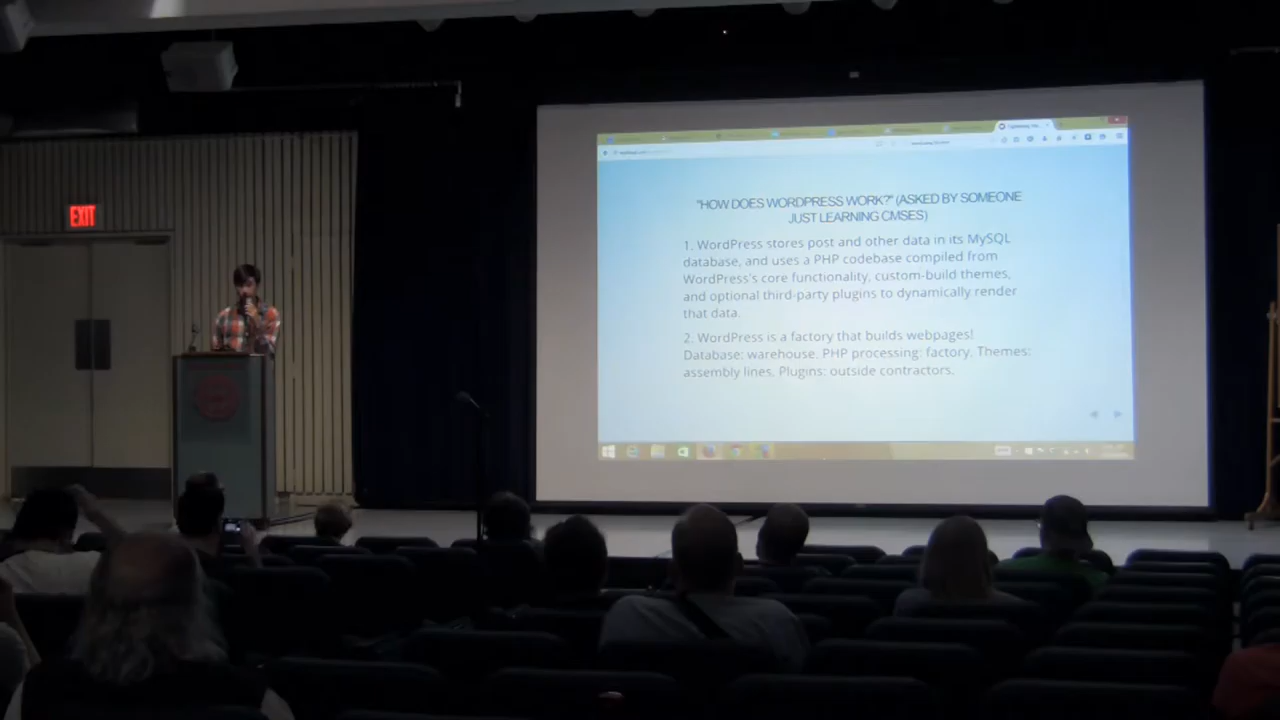 EXIT
"HOW DOES WORDPRESS WORK?" (ASKED BY SOMEONE
JUST LEARNING CMSES)
1. WordPress stores post and other data in its MySQL
database, and uses a PHP codebase compiled from
WordPress's core functionality, custom-build themes,
and optional third-party plugins to dynamically render
that data.
2. WordPress is a factory that builds webpages!
Database: warehouse. PHP processing: factory. Themes:
assembly lines. Plugins: outside contractors.